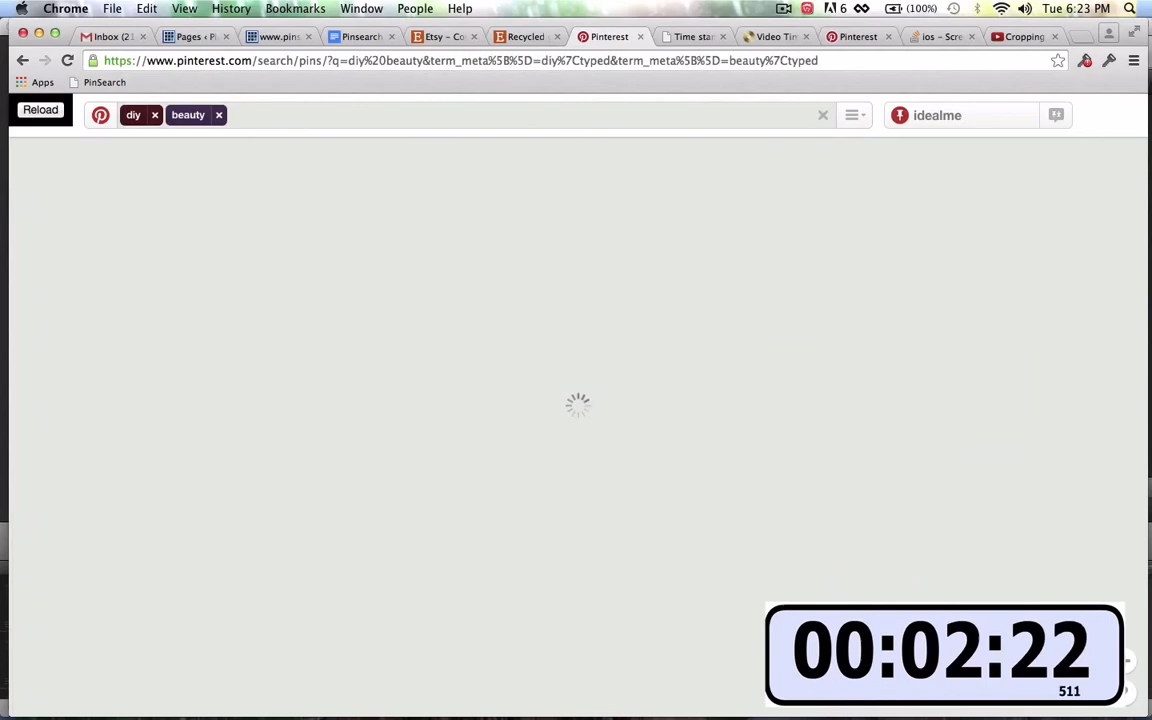 Chrome File Edit View History Bookmarks Window People Help 6 (100%) Tue 6:23 PM
Inbox (21 Pages ‹ Pi www.pins Pinsearch Etsy – Co Recycled Pinterest Time star Video Tim Pinterest ios – Scre Cropping
https://www.pinterest.com/search/pins/?q=diy%20beauty&term_meta%5B%5D=diy%7Ctyped&term_meta%5B%5D=beauty%7Ctyped
Apps PinSearch
Reload diy × beauty × idealme
00:02:22
511